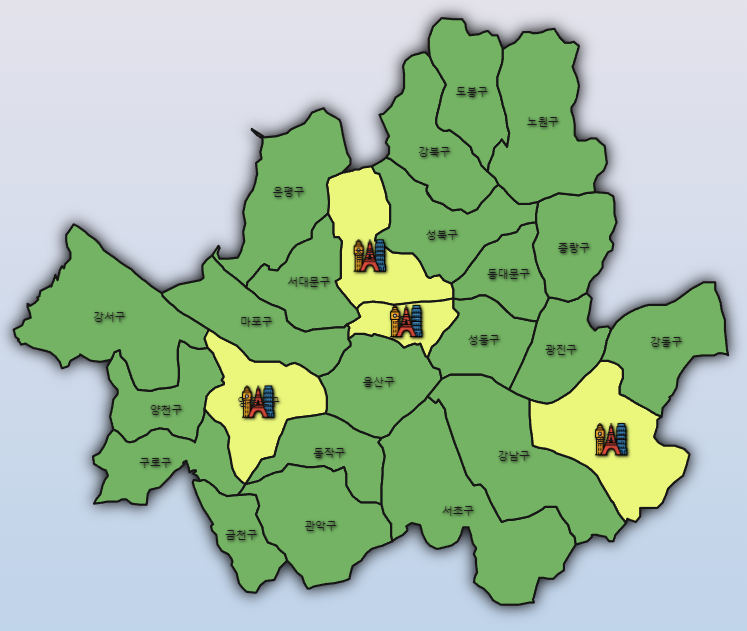 도봉구
노원구
강북구
은평구
성북구
중랑구
동대문구
서대문구
강서구
마포구
성동구
광진구
강동구
용산구
양천구
동작구
강남구
구로구
서초구
관악구
금천구